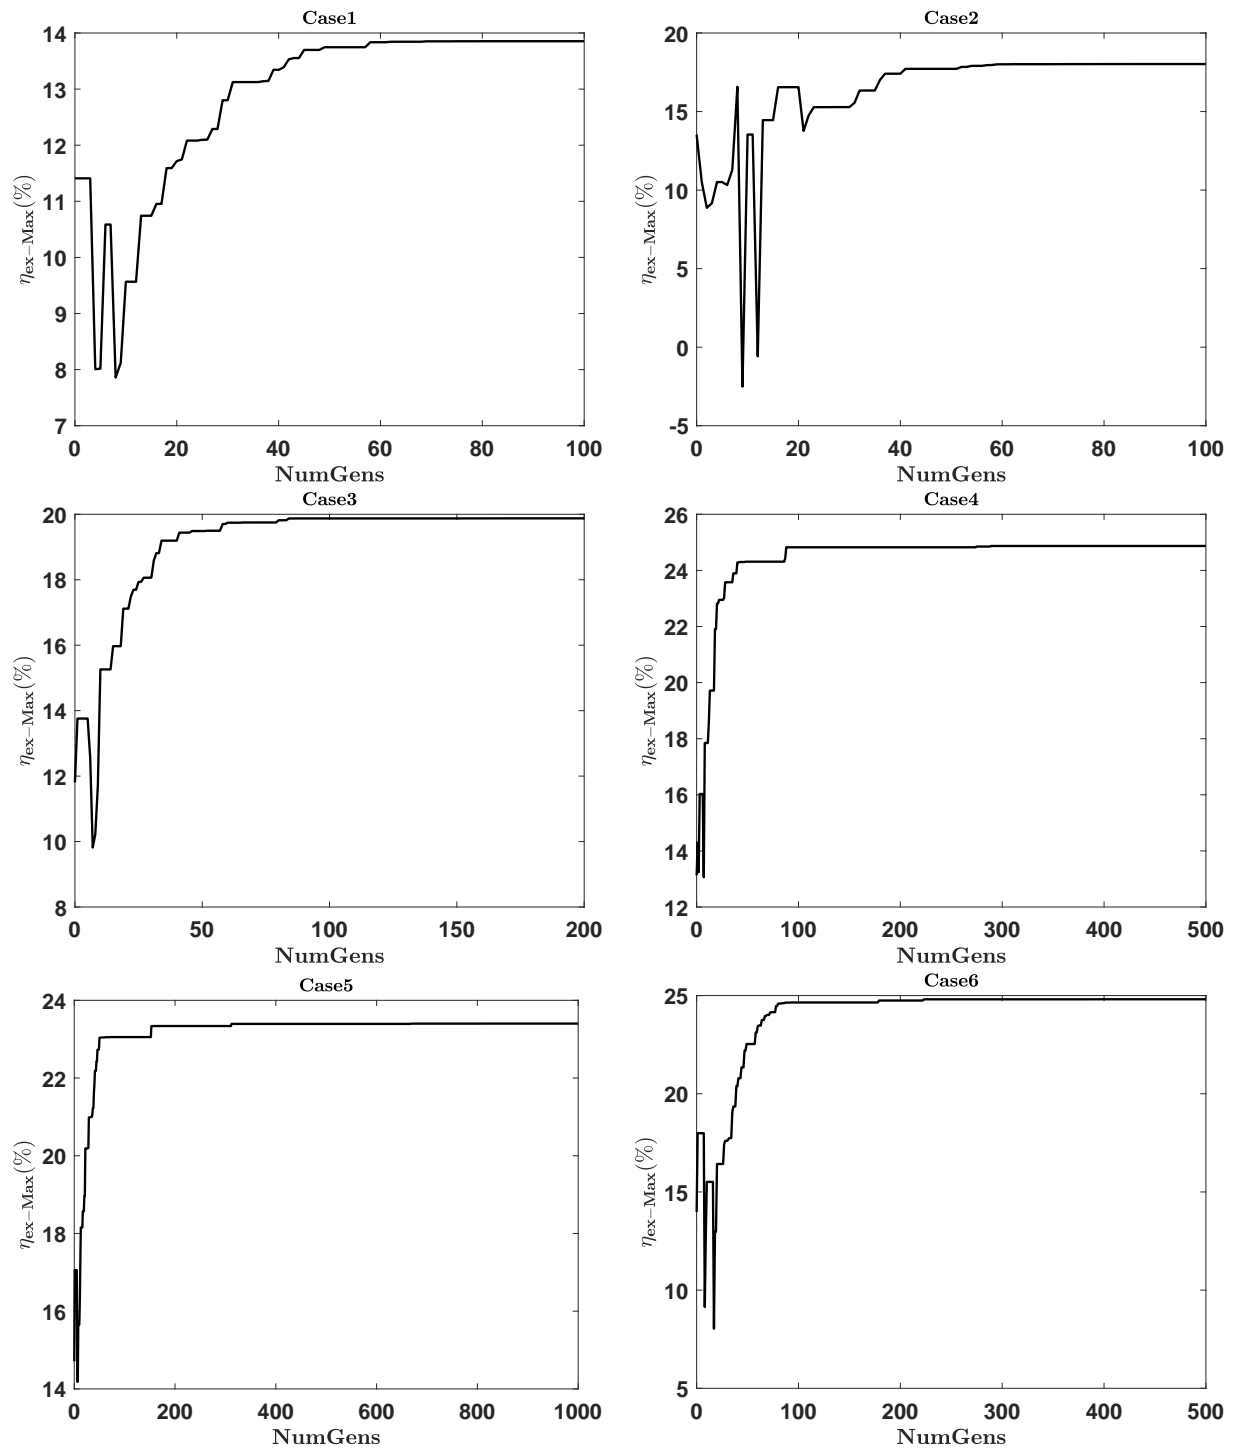 Case1
14
13
12
11
10
9
8
7
η_ex−Max(%)
0 20 40 60 80 100
NumGens
Case2
20
15
10
5
0
-5
η_ex−Max(%)
0 20 40 60 80 100
NumGens
Case3
20
18
16
14
12
10
8
η_ex−Max(%)
0 50 100 150 200
NumGens
Case4
26
24
22
20
18
16
14
12
η_ex−Max(%)
0 100 200 300 400 500
NumGens
Case5
24
22
20
18
16
14
η_ex−Max(%)
0 200 400 600 800 1000
NumGens
Case6
25
20
15
10
5
η_ex−Max(%)
0 100 200 300 400 500
NumGens